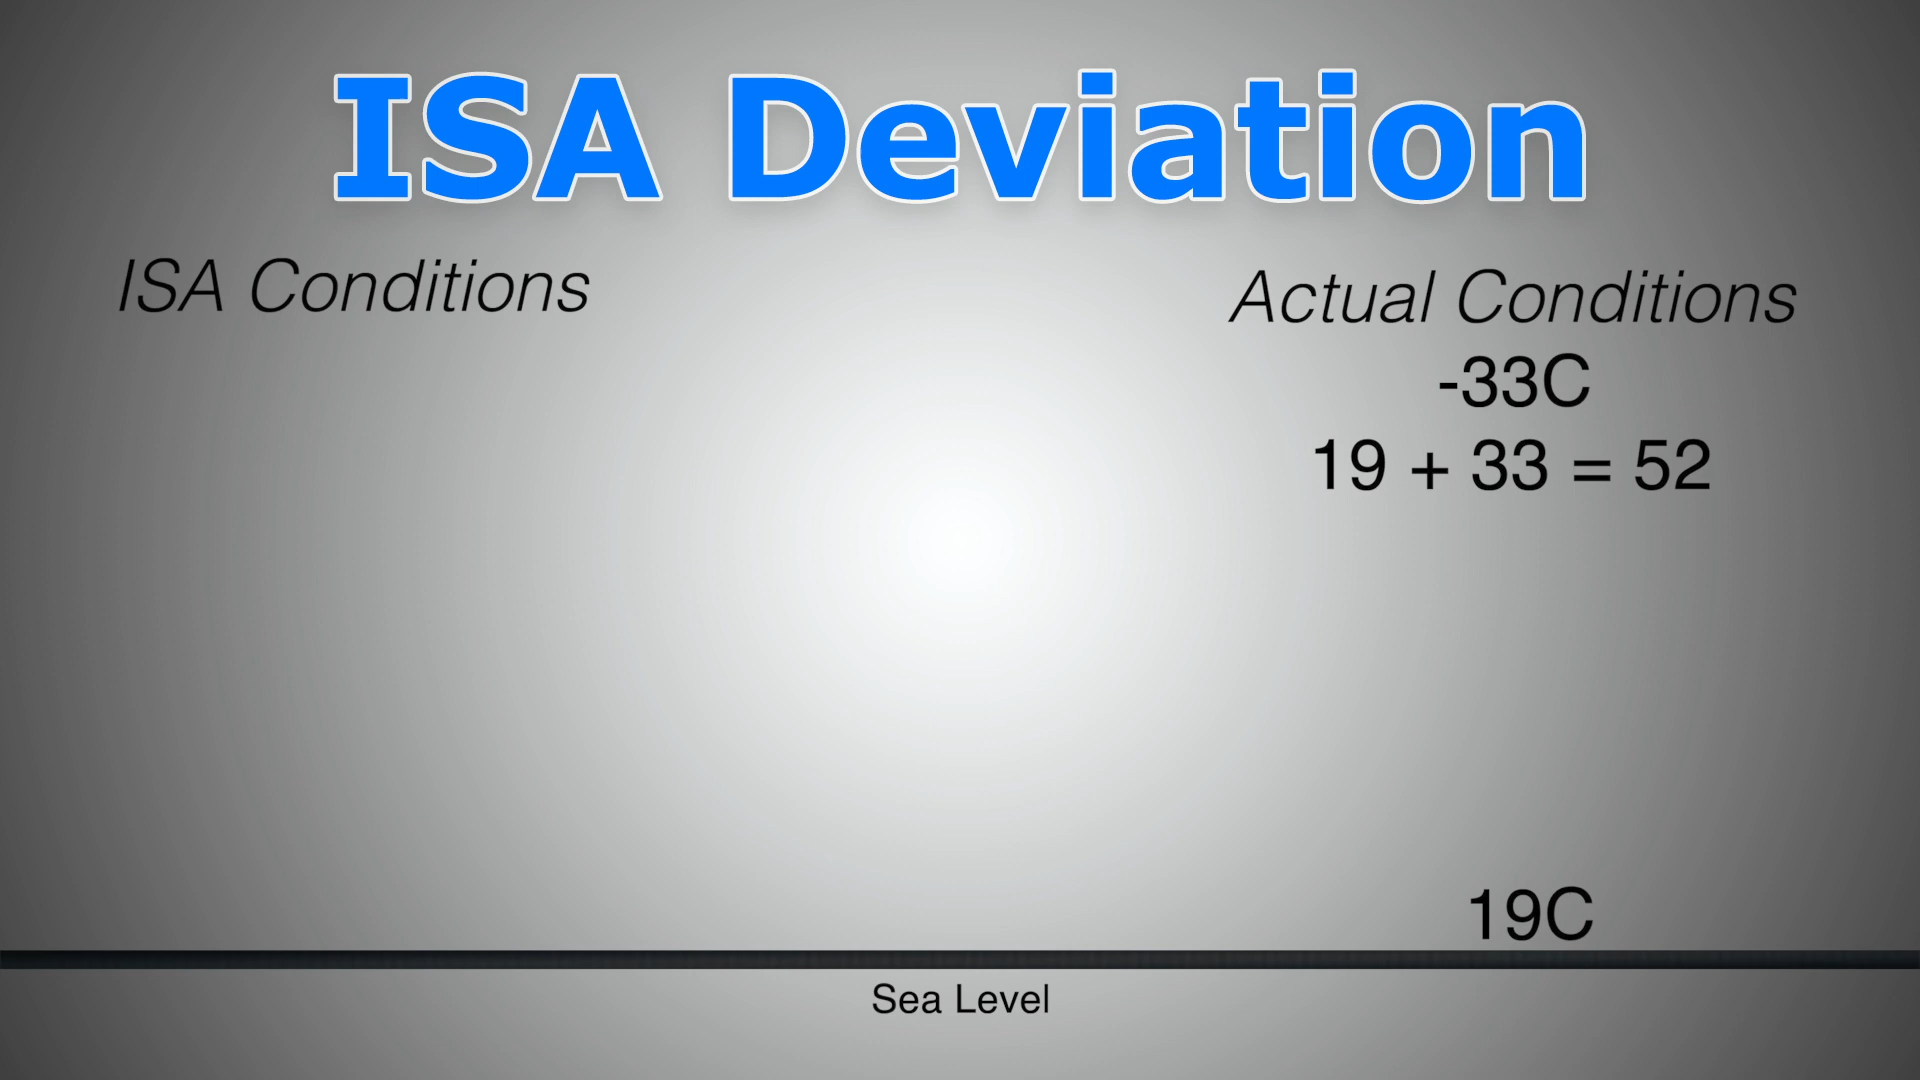 ISA Deviation
ISA Conditions
Actual Conditions
-33C
19 + 33 = 52
19C
Sea Level